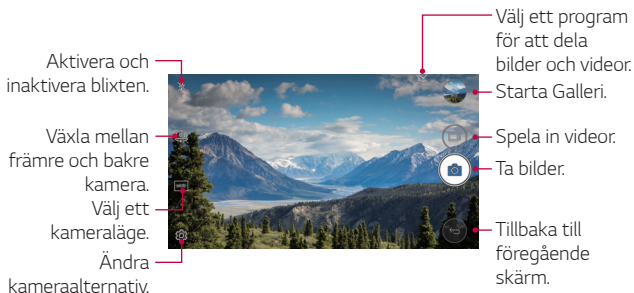 Aktivera och
inaktivera blixten.
Växla mellan
främre och bakre
kamera.
Välj ett
kameraläge.
Ändra
kameraalternativ.
Välj ett program
för att dela
bilder och videor.
Starta Galleri.
Spela in videor.
Ta bilder.
Tillbaka till
föregående
skärm.